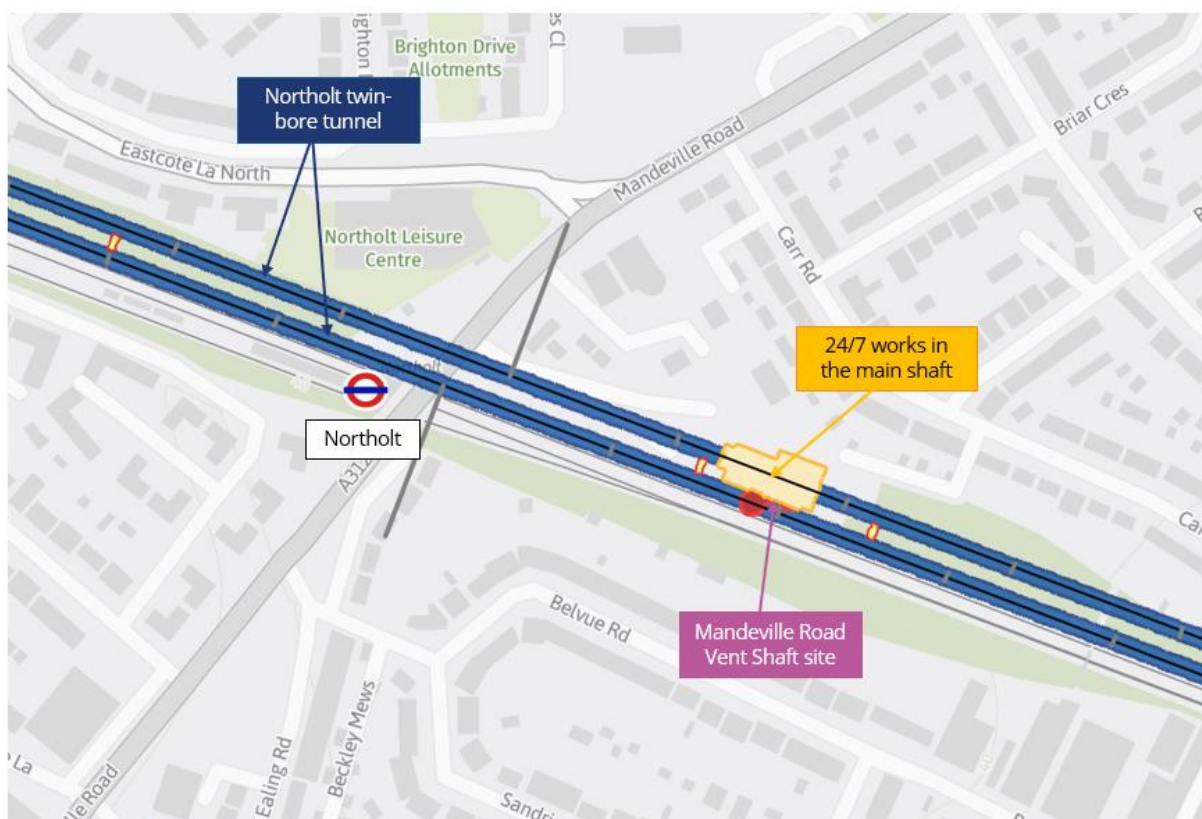 Brighton Drive
Allotments
Northolt twin-
bore tunnel
Eastcote La North
Mandeville Road
Briar Cres
Northolt Leisure
Centre
Carr Rd
24/7 works in
the main shaft
Northolt
A312
Mandeville Road
Vent Shaft site
Belvue Rd
Beckley Mews
Ealing Rd
40